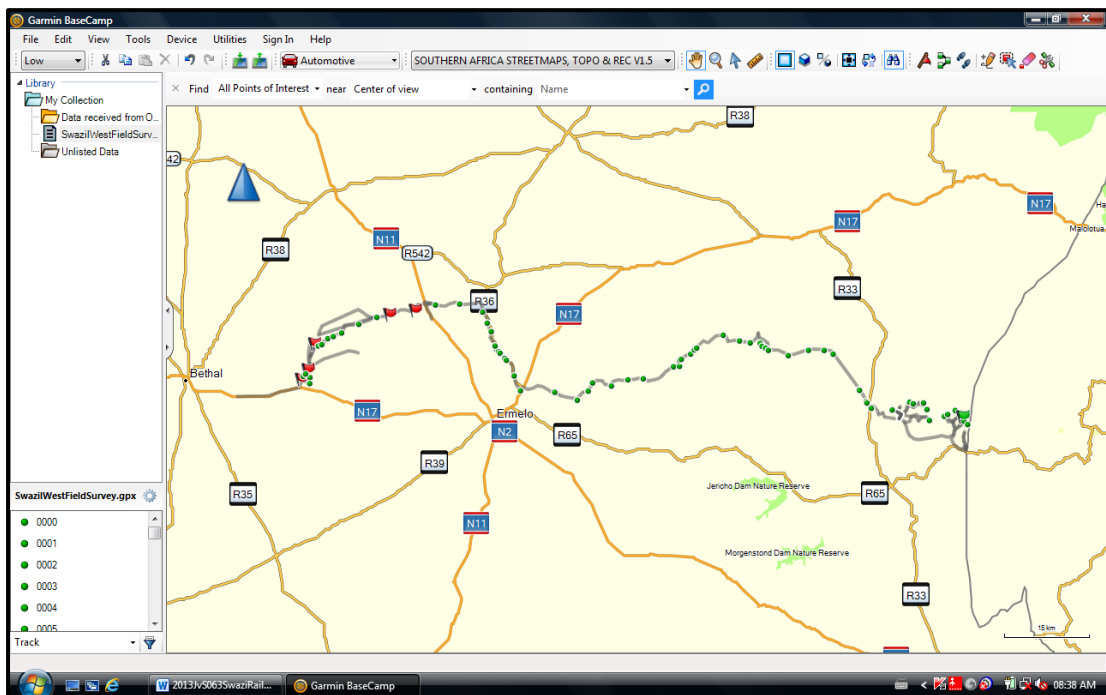 Garmin BaseCamp
File Edit View Tools Device Utilities Sign In Help
Low Automotive SOUTHERN AFRICA STREETMAPS, TOPO & REC V1.5
Library
My Collection
Data received from O...
SwazilWestFieldSurv...
Unlisted Data
Find All Points of Interest near Center of view containing Name
R38
42
N17
N17
Malolotja
R38
N11
R542
R33
R36
N17
Bethal
N17
Ermelo
N2
R65
R39
R35
Jericho Dam Nature Reserve
R65
N11
Morgenstond Dam Nature Reserve
R33
15 km
SwazilWestFieldSurvey.gpx
0000
0001
0002
0003
0004
0005
Track
2013JvS063SwaziRail... Garmin BaseCamp 08:38 AM